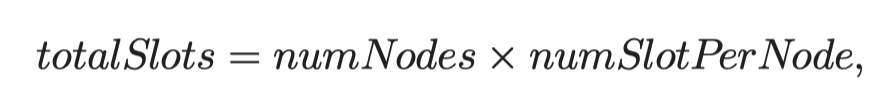 totalSlots = numNodes × numSlotPerNode,